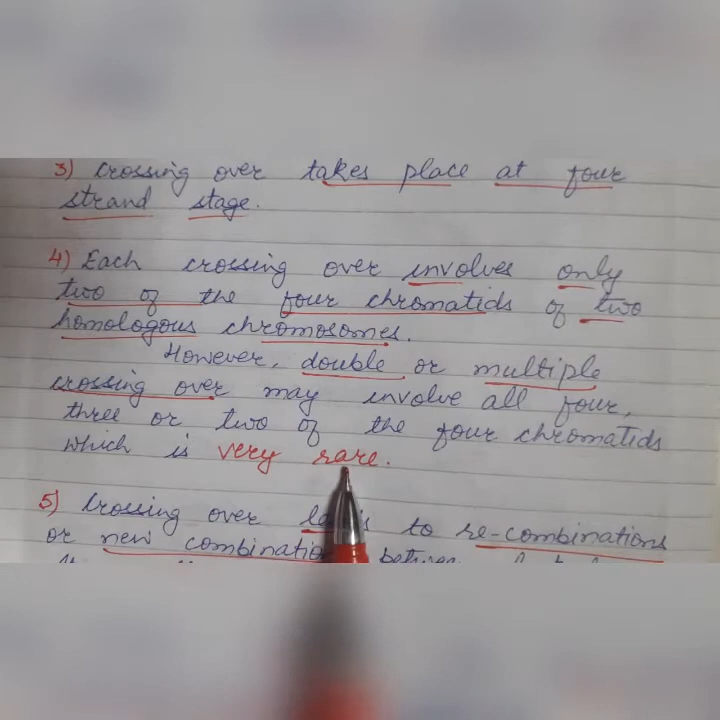 3) Crossing over takes place at four
strand stage.
4) Each crossing over involves only
two of the four chromatids of two
homologous chromosomes.
However, double or multiple
crossing over may involve all four,
three or two of the four chromatids
which is very rare.
5) Crossing over to re-combinations
or new combination between